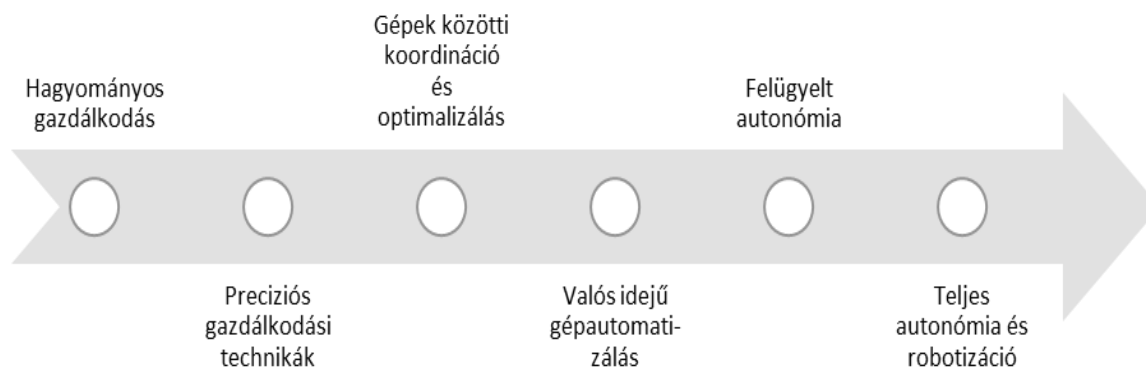 Hagyományos
gazdálkodás
Preciziós
gazdálkodási
technikák
Gépek közötti
koordináció
és
optimalizálás
Valós idejű
gépautomati-
zálás
Felügyelt
autonómia
Teljes
autonómia és
robotizáció